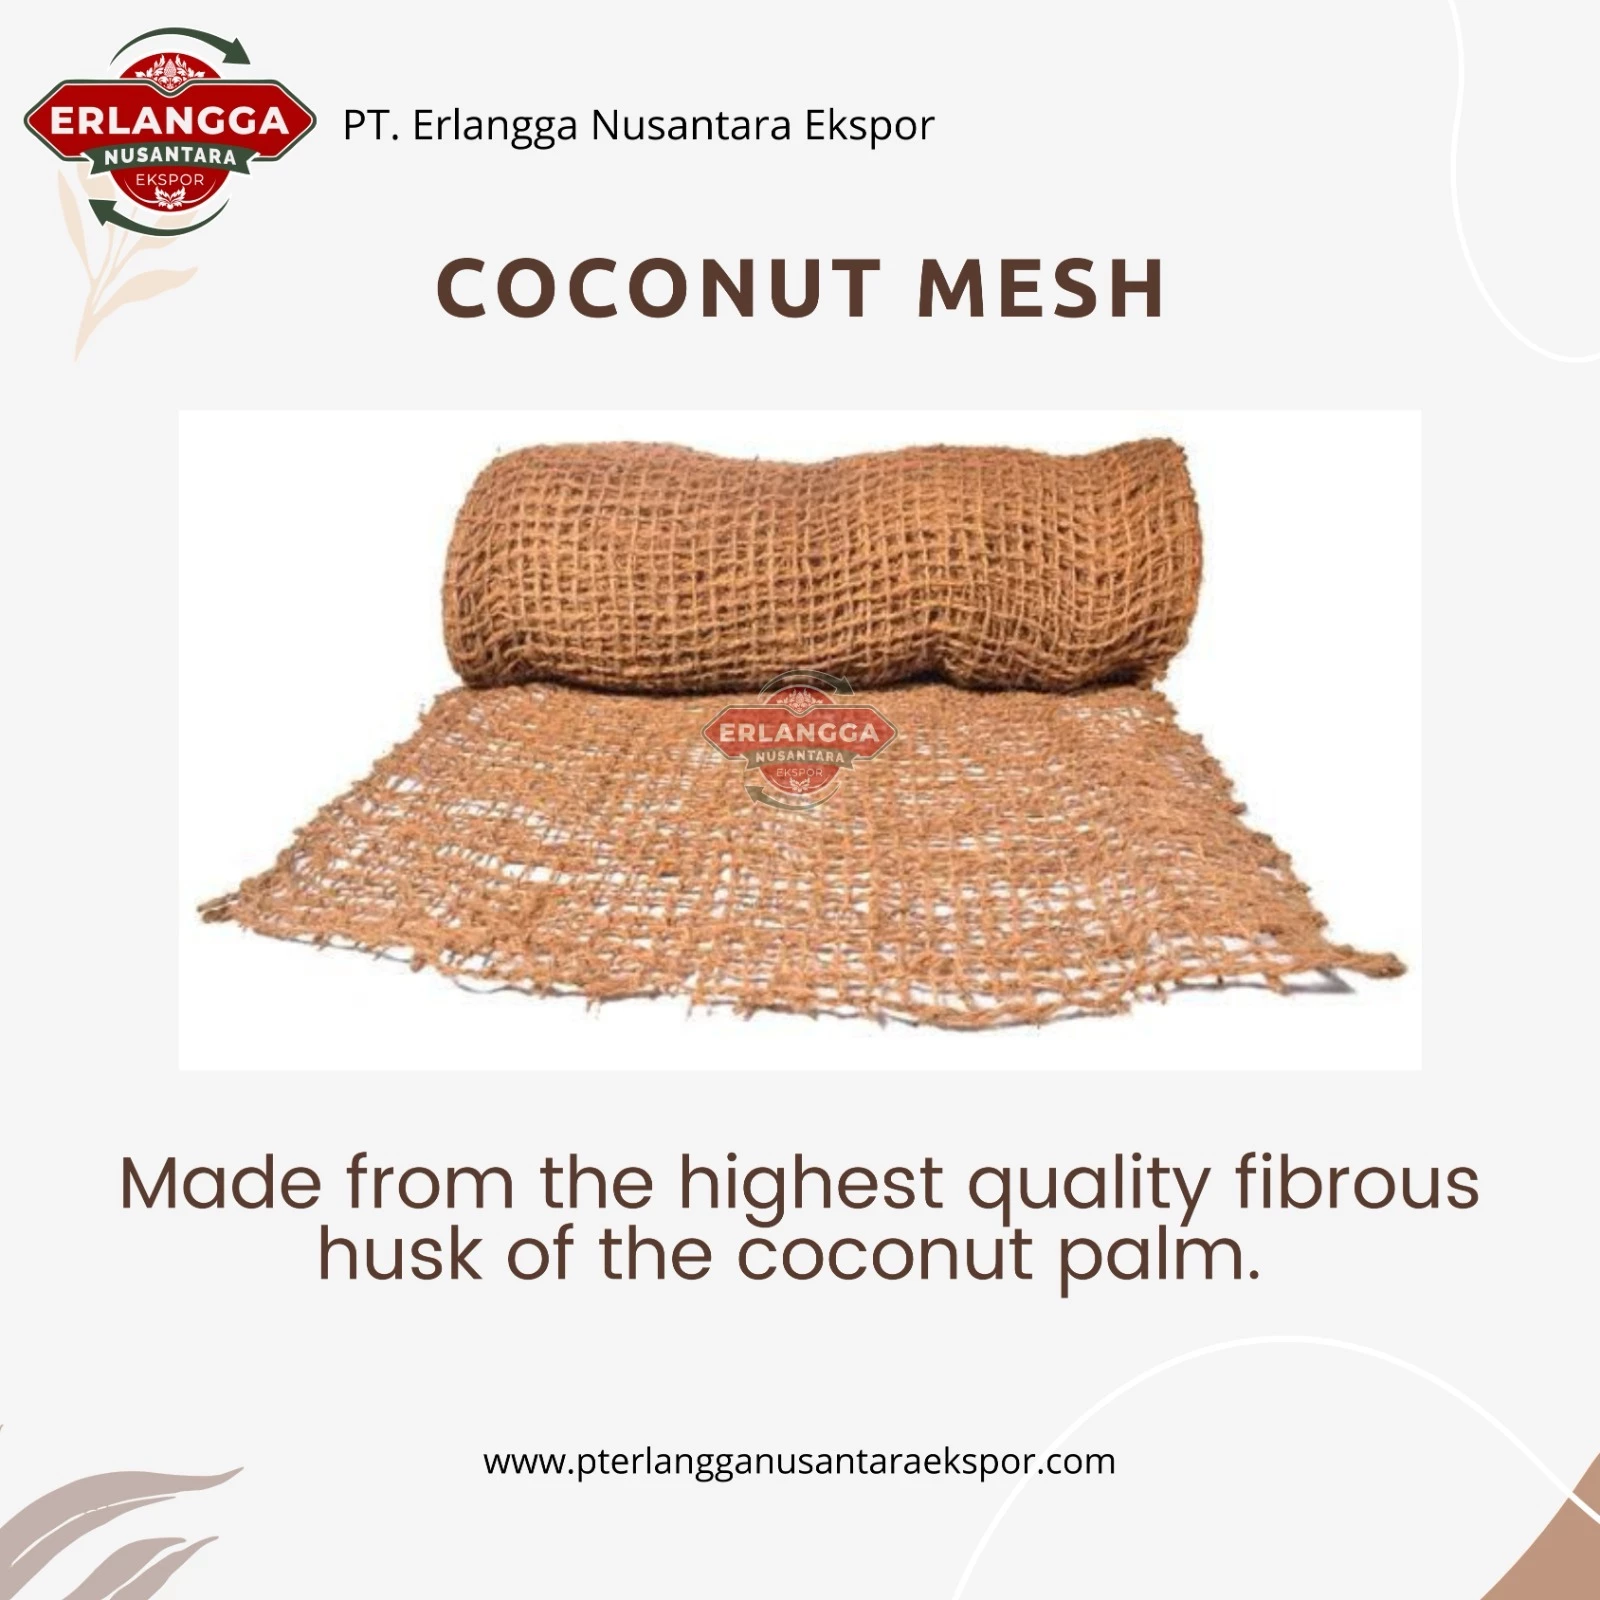 ERLANGGA
NUSANTARA
EKSPOR
PT. Erlangga Nusantara Ekspor
COCONUT MESH
ERLANGGA
NUSANTARA
EKSPOR
Made from the highest quality fibrous
husk of the coconut palm.
www.pterlangganusantaraekspor.com